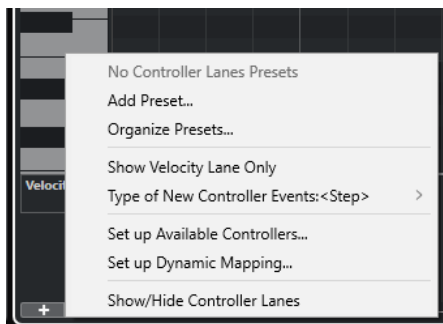 No Controller Lanes Presets
Add Preset...
Organize Presets...
Show Velocity Lane Only
Type of New Controller Events:<Step>
Set up Available Controllers...
Set up Dynamic Mapping...
Show/Hide Controller Lanes